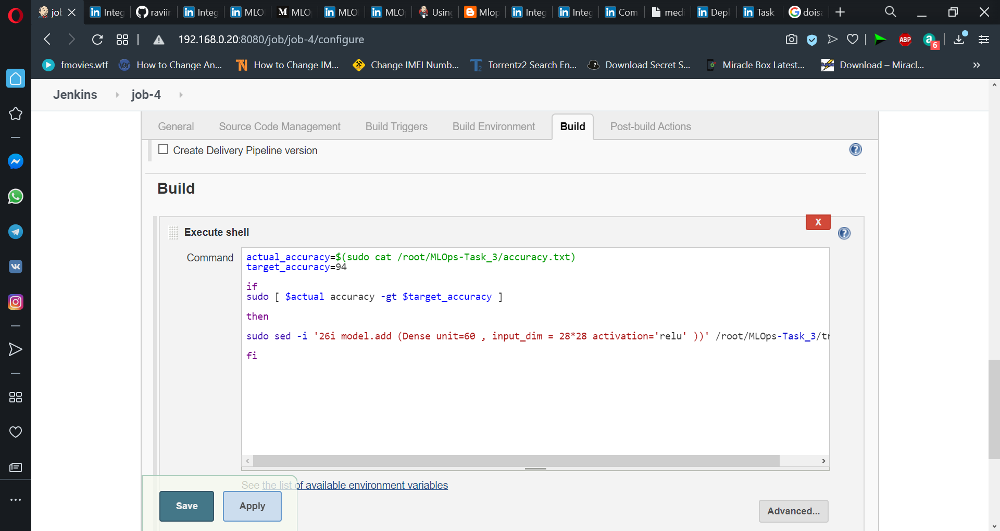 jol
Integ
raviir
Integ
MLO
M MLO
MLO
MLO
Using
Mlop
Integ
Integ
Com
med
Depl
Task
doisa
192.168.0.20:8080/job/job-4/configure
ABP
a
6
fmovies.wtf
How to Change An...
How to Change IM...
Change IMEI Numb...
Torrentz2 Search En...
Download Secret S...
Miracle Box Latest...
Download – Miracl...
Jenkins
job-4
General
Source Code Management
Build Triggers
Build Environment
Build
Post-build Actions
Create Delivery Pipeline version
Build
X
Execute shell
Command
actual_accuracy=$(sudo cat /root/MLOps-Task_3/accuracy.txt)
target_accuracy=94
if
sudo [ $actual accuracy -gt $target_accuracy ]
then
sudo sed -i '26i model.add (Dense unit=60 , input_dim = 28*28 activation='relu' ))' /root/MLOps-Task_3/tr
fi
See the list of available environment variables
Save
Apply
Advanced...